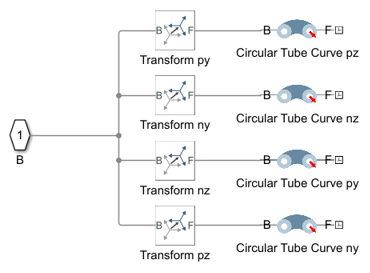 B F B F
Transform py Circular Tube Curve pz
B F B F
Transform ny Circular Tube Curve nz
1
B
B F B F
Transform nz Circular Tube Curve py
B F B F
Transform pz Circular Tube Curve ny